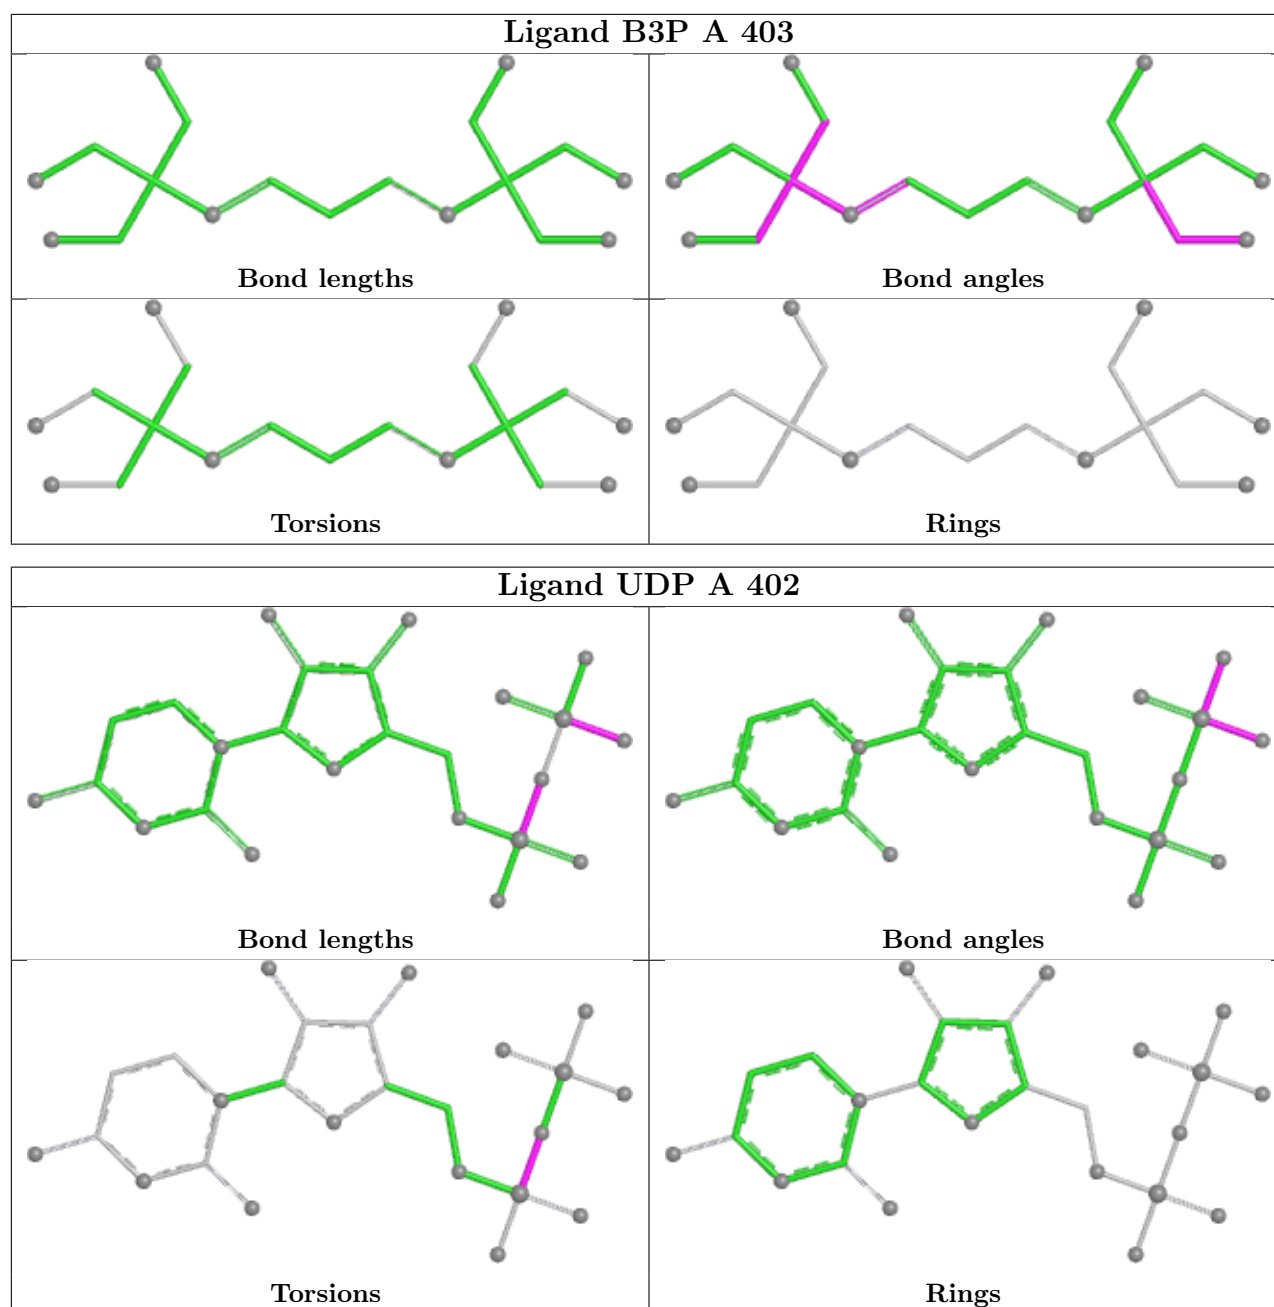 Ligand B3P A 403
Bond lengths
Bond angles
Torsions
Rings
Ligand UDP A 402
Bond lengths
Bond angles
Torsions
Rings